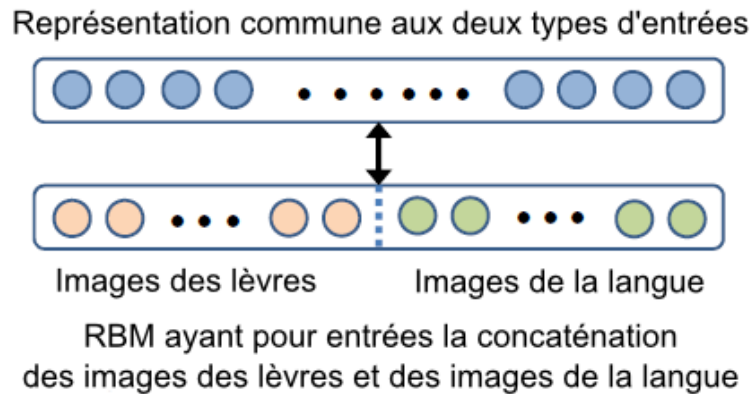 Représentation commune aux deux types d'entrées
Images des lèvres
Images de la langue
RBM ayant pour entrées la concaténation
des images des lèvres et des images de la langue